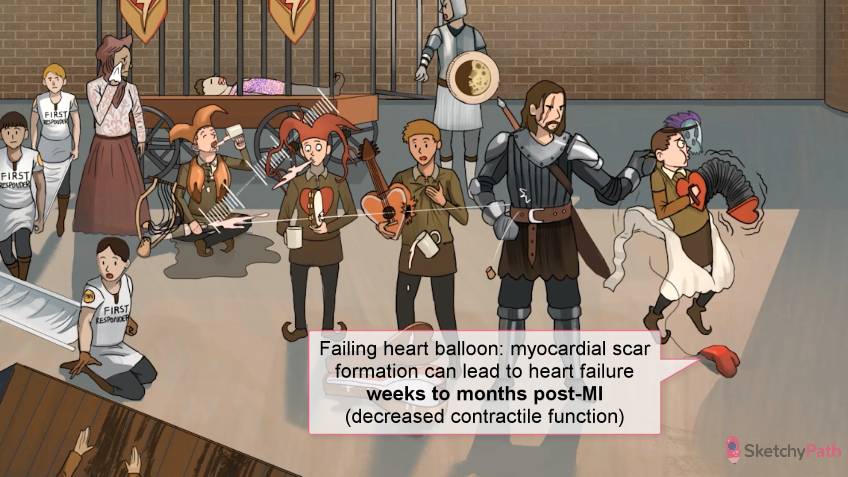 FIRST
RESPONDER
FIRST
RESPONDER
FIRST
RESPONDER
Failing heart balloon: myocardial scar
formation can lead to heart failure
weeks to months post-MI
(decreased contractile function)
SketchyPath